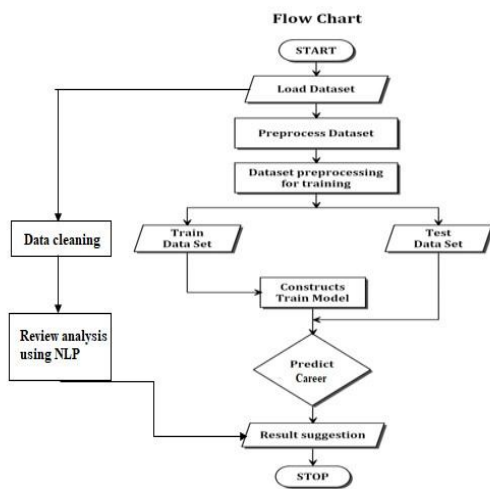 Flow Chart
START
Load Dataset
Preprocess Dataset
Dataset preprocessing
for training
Train
Data Set
Test
Data Set
Data cleaning
Constructs
Train Model
Review analysis
using NLP
Predict
Career
Result suggestion
STOP